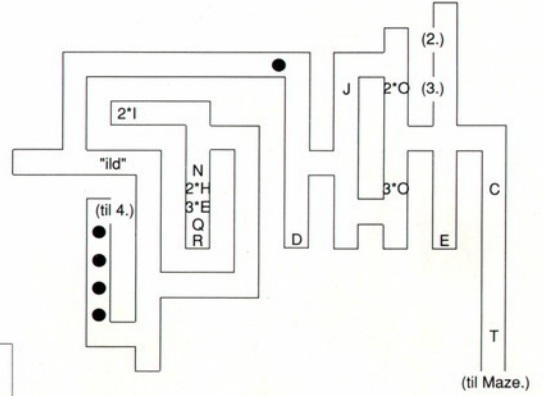 (2.)
J 2*O (3.)
2*I
"ild"
N
2*H
3*E
Q
R
3*O
C
(til 4.)
D
E
T
(til Maze.)